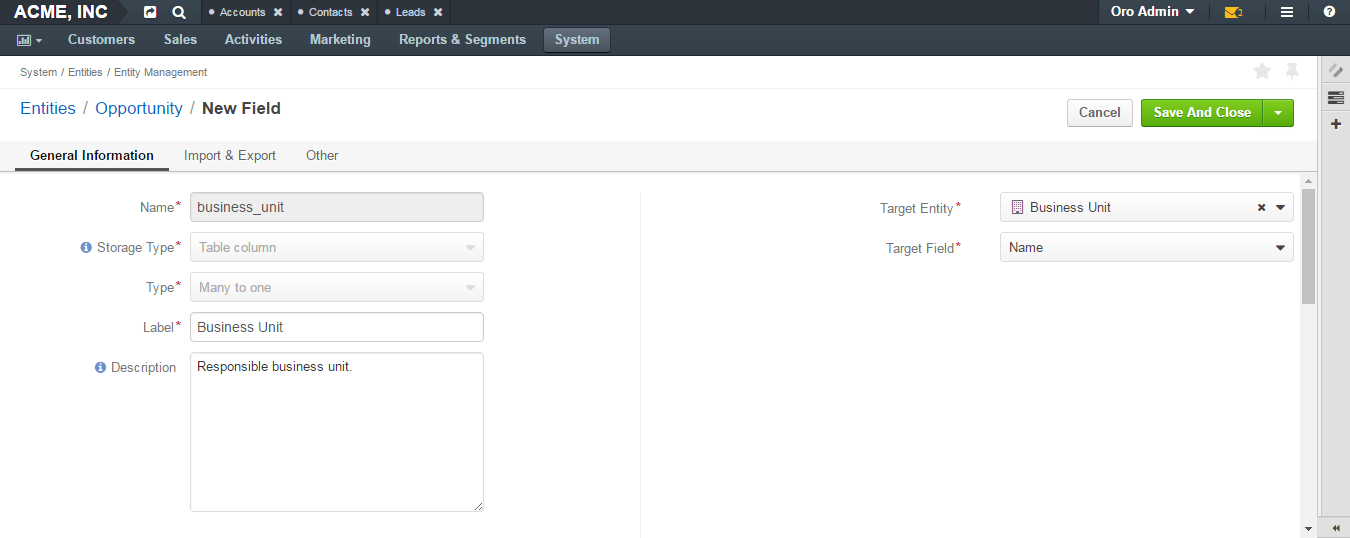 ACME, INC Accounts Contacts Leads Oro Admin 2
Customers Sales Activities Marketing Reports & Segments System
System / Entities / Entity Management
Entities / Opportunity / New Field Cancel Save And Close
General Information Import & Export Other
Name* business_unit Target Entity* Business Unit
Storage Type* Table column Target Field* Name
Type* Many to one
Label* Business Unit
Description Responsible business unit.